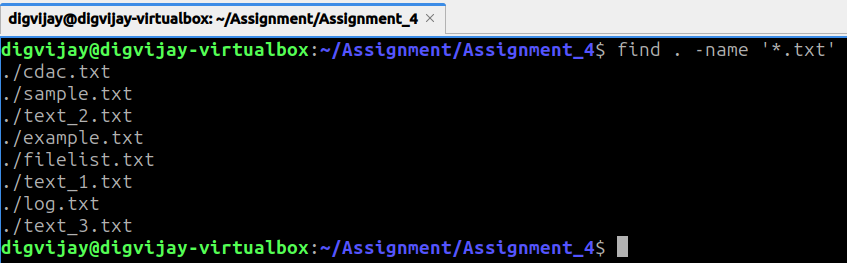 digvijay@digvijay-virtualbox: ~/Assignment/Assignment_4 ×
digvijay@digvijay-virtualbox:~/Assignment/Assignment_4$ find . -name '*.txt'
./cdac.txt
./sample.txt
./text_2.txt
./example.txt
./filelist.txt
./text_1.txt
./log.txt
./text_3.txt
digvijay@digvijay-virtualbox:~/Assignment/Assignment_4$